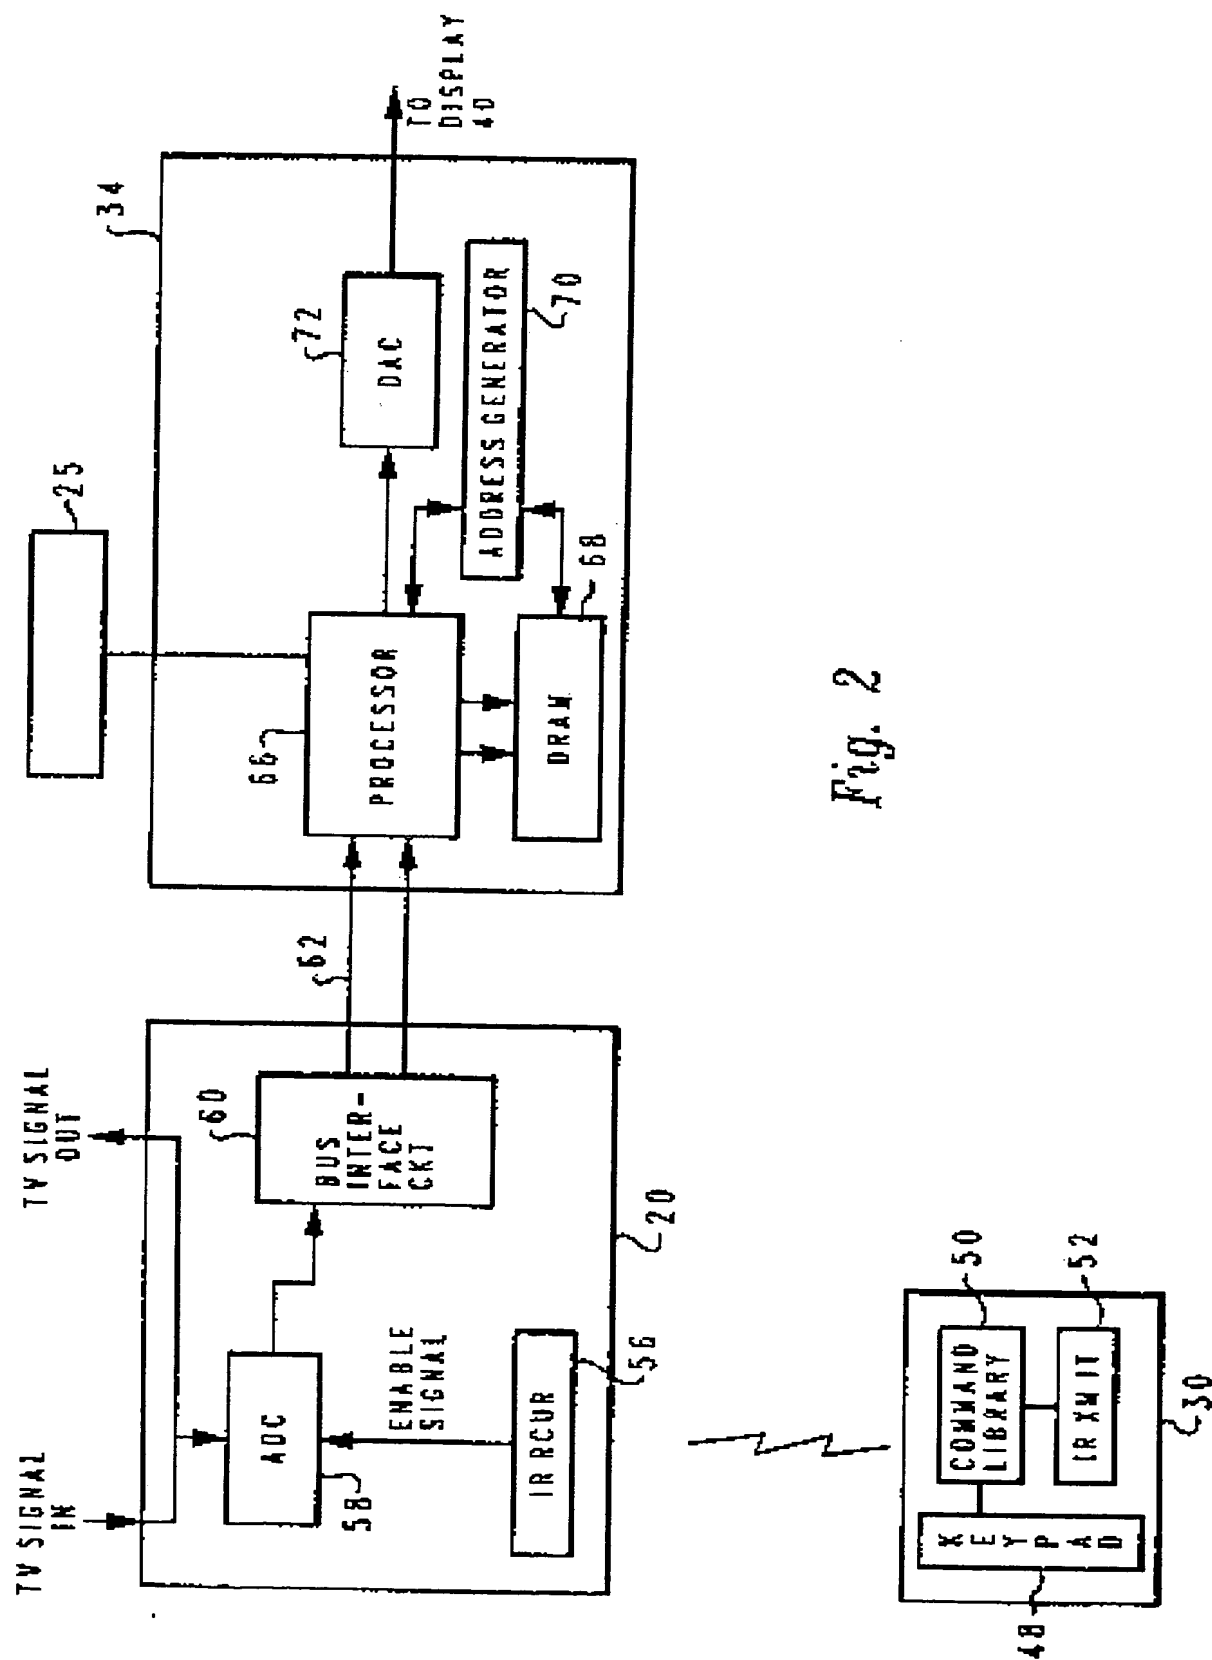 TV SIGNAL
IN
TV SIGNAL
OUT
ADC
58
ENABLE
SIGNAL
IR RCUR
56
20
60
BUS
INTER-
FACE
CKT
62
34
25
66
PROCESSOR
72
DAC
ADDRESS GENERATOR
70
DRAM
68
TO
DISPLAY
40
48
KEYPAD
COMMAND
LIBRARY
50
IR XMIT
52
30
Fig. 2